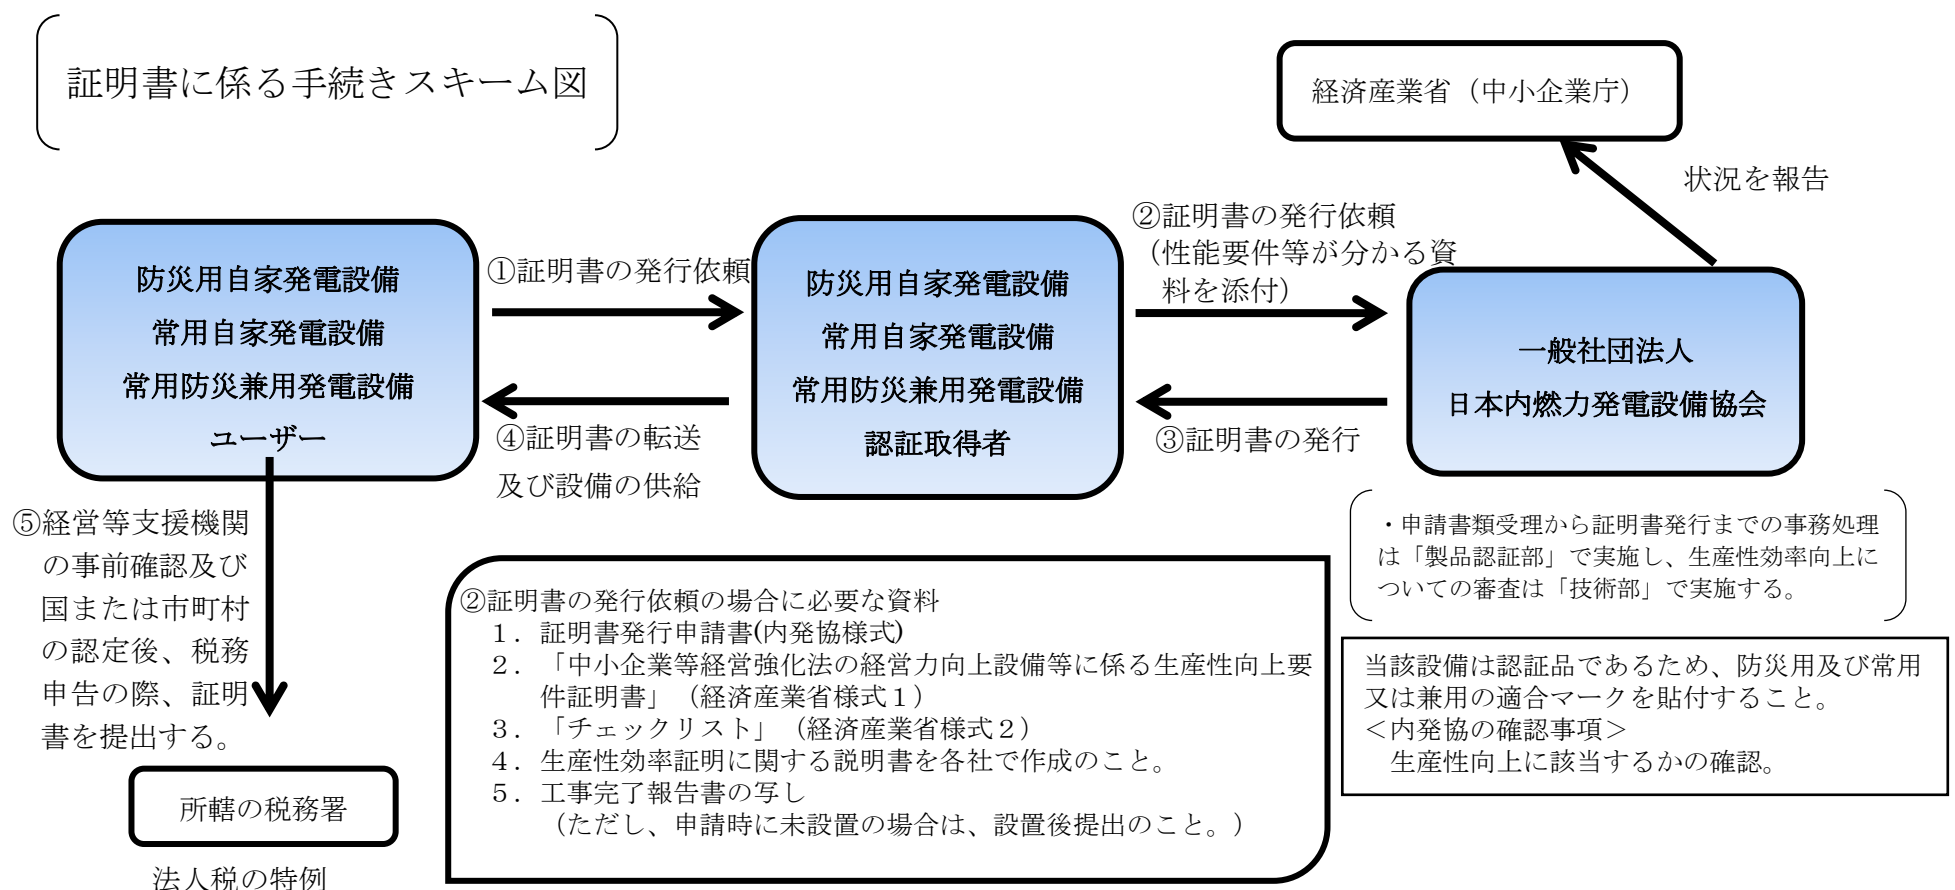 証明書に係る手続きスキーム図
経済産業省（中小企業庁）
状況を報告
防災用自家発電設備
常用自家発電設備
常用防災兼用発電設備
ユーザー
①証明書の発行依頼
④証明書の転送
及び設備の供給
防災用自家発電設備
常用自家発電設備
常用防災兼用発電設備
認証取得者
②証明書の発行依頼
（性能要件等が分かる資
料を添付）
③証明書の発行
一般社団法人
日本内燃力発電設備協会
・申請書類受理から証明書発行までの事務処理
は「製品認証部」で実施し、生産性効率向上に
ついての審査は「技術部」で実施する。
⑤経営等支援機関
の事前確認及び
国または市町村
の認定後、税務
申告の際、証明
書を提出する。
所轄の税務署
法人税の特例
②証明書の発行依頼の場合に必要な資料
１．証明書発行申請書(内発協様式)
２．「中小企業等経営強化法の経営力向上設備等に係る生産性向上要
件証明書」（経済産業省様式１）
３．「チェックリスト」（経済産業省様式２）
４．生産性効率証明に関する説明書を各社で作成のこと。
５．工事完了報告書の写し
（ただし、申請時に未設置の場合は、設置後提出のこと。）
当該設備は認証品であるため、防災用及び常用
又は兼用の適合マークを貼付すること。
＜内発協の確認事項＞
生産性向上に該当するかの確認。